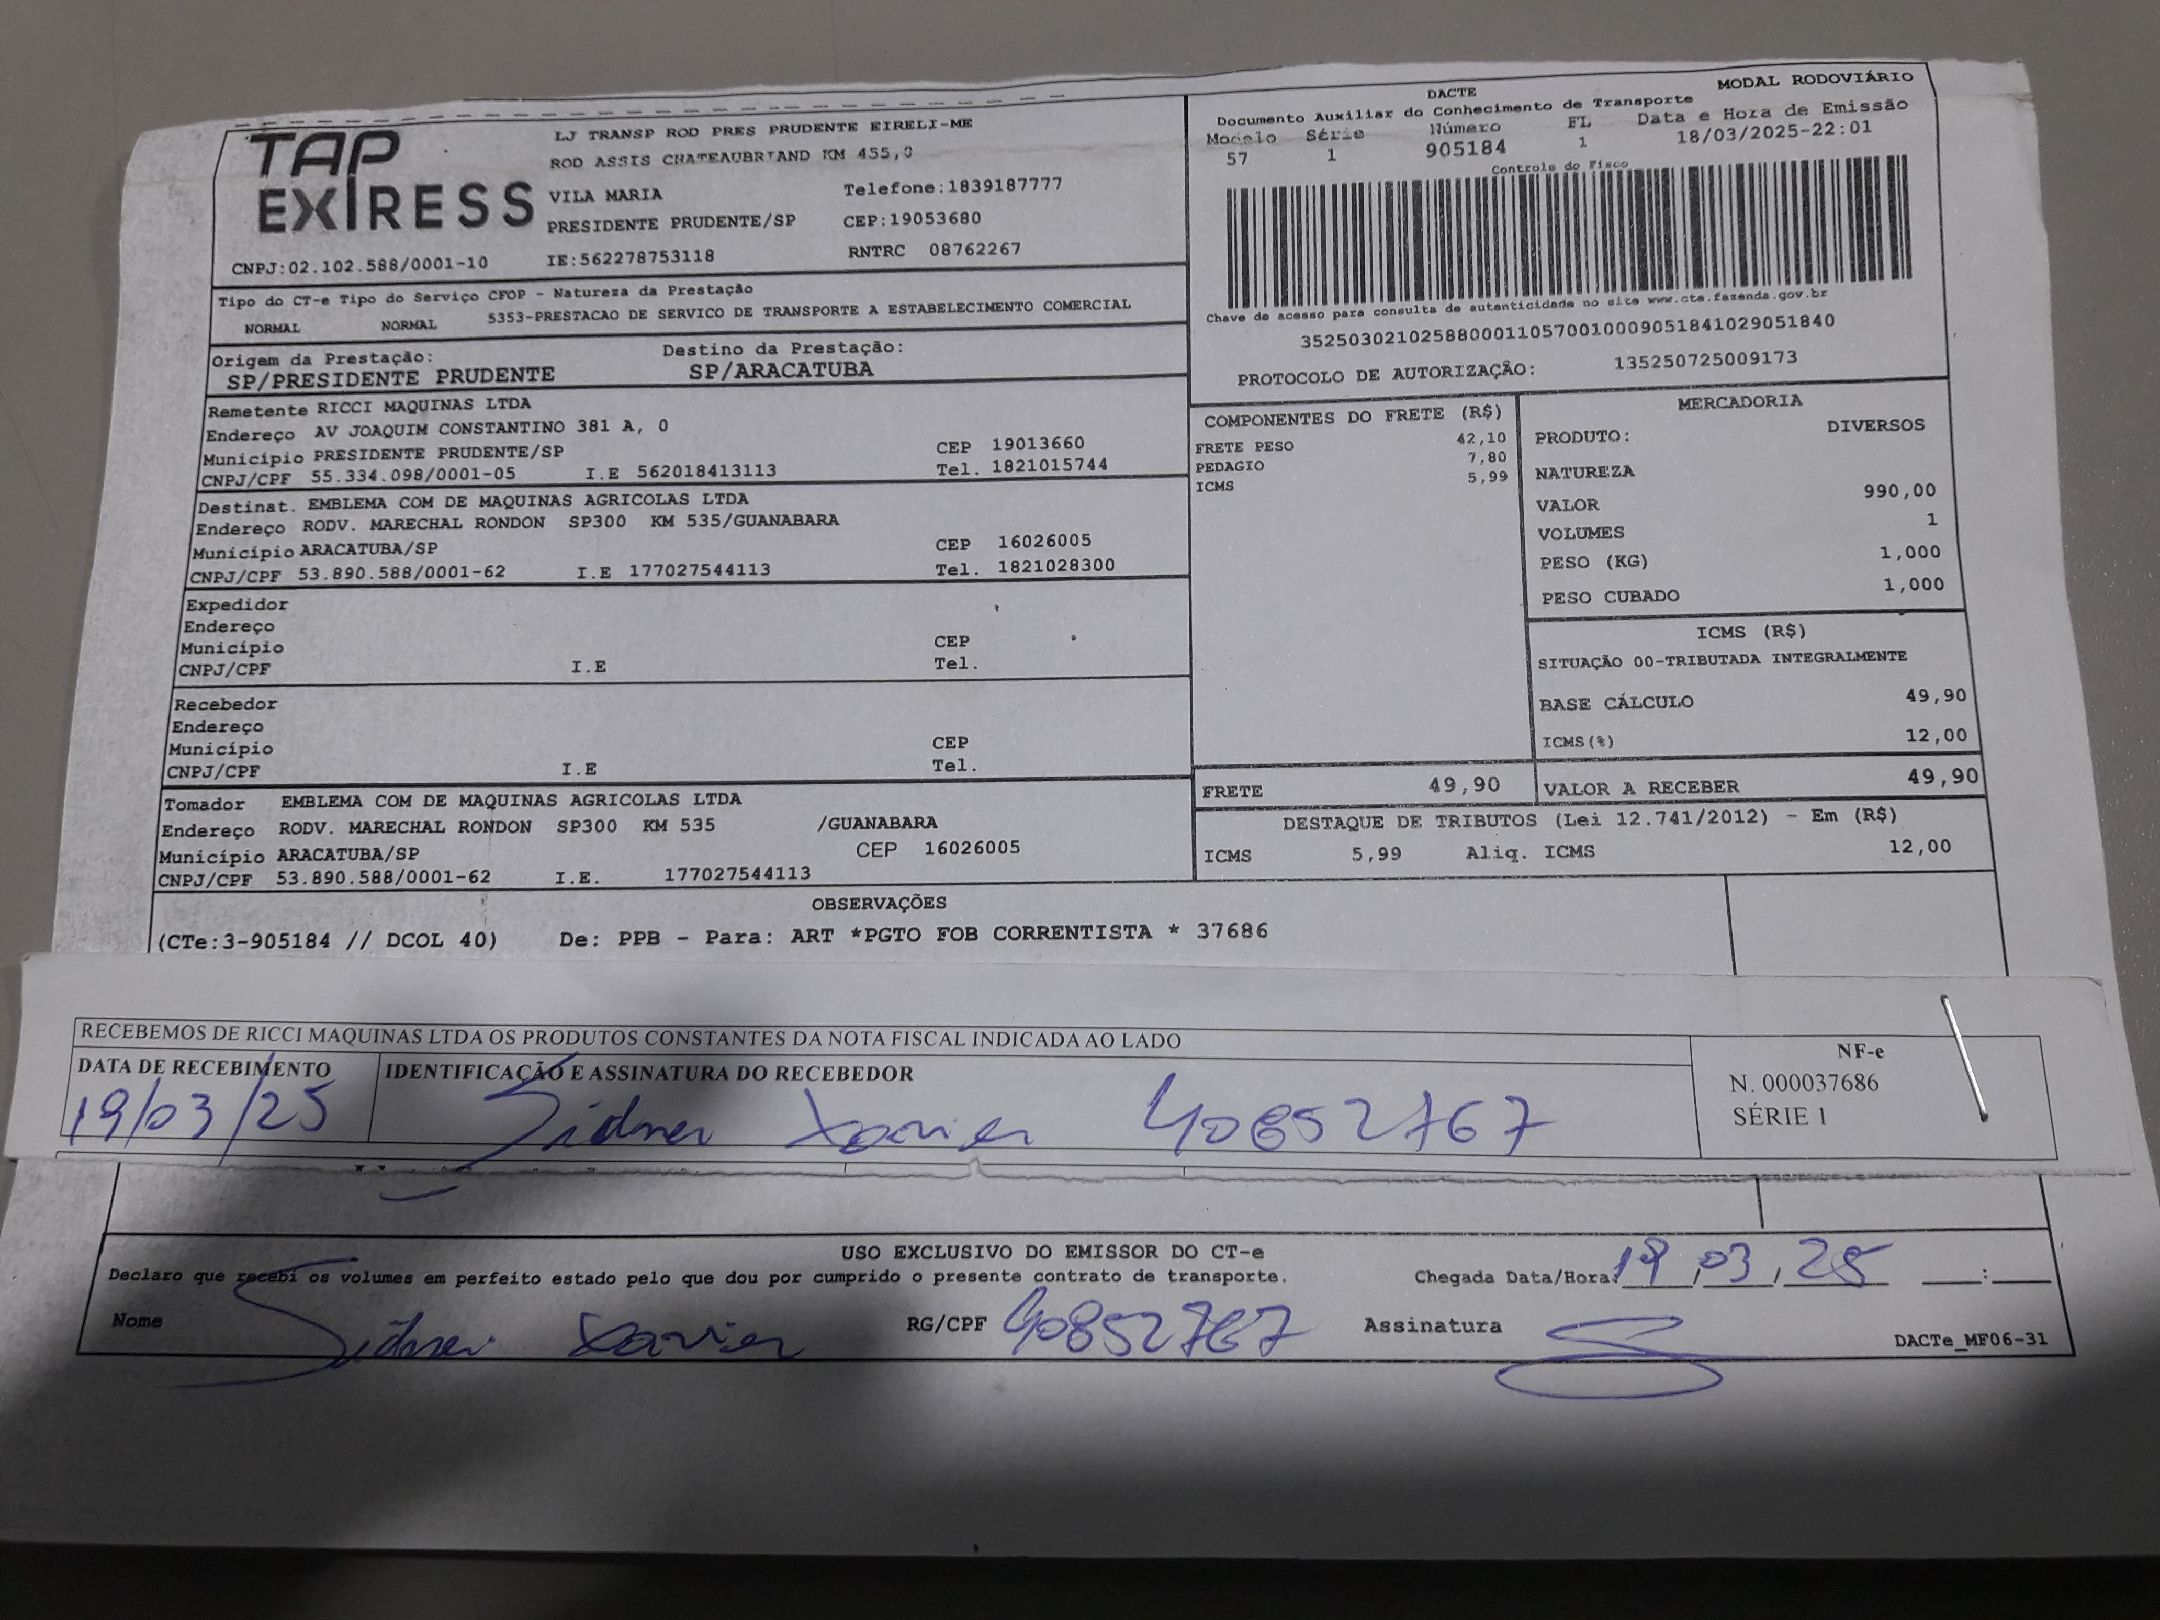 TAP EXPRESS
LJ TRANSP ROD PRES PRUDENTE EIRELI-ME
ROD ASSIS CHATEAUBRIAND KM 455,0
VILA MARIA Telefone:1839187777
PRESIDENTE PRUDENTE/SP CEP:19053680
CNPJ:02.102.588/0001-10 IE:562278753118 RNTRC 08762267
DACTE MODAL RODOVIÁRIO
Documento Auxiliar do Conhecimento de Transporte
Modelo Série Número FL Data e Hora de Emissão
57 1 905184 1 18/03/2025-22:01
Controle do Fisco
Chave de acesso para consulta de autenticidade no site www.cte.fazenda.gov.br
35250302102588000110570010009051841029051840
PROTOCOLO DE AUTORIZAÇÃO: 135250725009173
Tipo do CT-e Tipo do Serviço CFOP - Natureza da Prestação
NORMAL NORMAL 5353-PRESTACAO DE SERVICO DE TRANSPORTE A ESTABELECIMENTO COMERCIAL
Origem da Prestação: Destino da Prestação:
SP/PRESIDENTE PRUDENTE SP/ARACATUBA
Remetente RICCI MAQUINAS LTDA
Endereço AV JOAQUIM CONSTANTINO 381 A, 0
Município PRESIDENTE PRUDENTE/SP CEP 19013660
CNPJ/CPF 55.334.098/0001-05 I.E 562018413113 Tel. 1821015744
Destinat. EMBLEMA COM DE MAQUINAS AGRICOLAS LTDA
Endereço RODV. MARECHAL RONDON SP300 KM 535/GUANABARA
Município ARACATUBA/SP CEP 16026005
CNPJ/CPF 53.890.588/0001-62 I.E 177027544113 Tel. 1821028300
Expedidor
Endereço
Município CEP
CNPJ/CPF I.E Tel.
Recebedor
Endereço
Município CEP
CNPJ/CPF I.E Tel.
Tomador EMBLEMA COM DE MAQUINAS AGRICOLAS LTDA
Endereço RODV. MARECHAL RONDON SP300 KM 535 /GUANABARA
Município ARACATUBA/SP CEP 16026005
CNPJ/CPF 53.890.588/0001-62 I.E. 177027544113
COMPONENTES DO FRETE (R$)
FRETE PESO 42,10
PEDAGIO 7,80
ICMS 5,99
FRETE 49,90
MERCADORIA
PRODUTO: DIVERSOS
NATUREZA
VALOR 990,00
VOLUMES 1
PESO (KG) 1,000
PESO CUBADO 1,000
ICMS (R$)
SITUAÇÃO 00-TRIBUTADA INTEGRALMENTE
BASE CÁLCULO 49,90
ICMS(%) 12,00
VALOR A RECEBER 49,90
DESTAQUE DE TRIBUTOS (Lei 12.741/2012) - Em (R$)
ICMS 5,99 Aliq. ICMS 12,00
OBSERVAÇÕES
(CTe:3-905184 // DCOL 40) De: PPB - Para: ART *PGTO FOB CORRENTISTA * 37686
RECEBEMOS DE RICCI MAQUINAS LTDA OS PRODUTOS CONSTANTES DA NOTA FISCAL INDICADA AO LADO
DATA DE RECEBIMENTO IDENTIFICAÇÃO E ASSINATURA DO RECEBEDOR
19/03/25 Sidnei Xavier 40852767
NF-e
N. 000037686
SÉRIE 1
USO EXCLUSIVO DO EMISSOR DO CT-e
Declaro que recebi os volumes em perfeito estado pelo que dou por cumprido o presente contrato de transporte. Chegada Data/Hora: 19/03/25 __:__
Nome Sidnei Xavier RG/CPF 40852767 Assinatura
DACTe_MF06-31